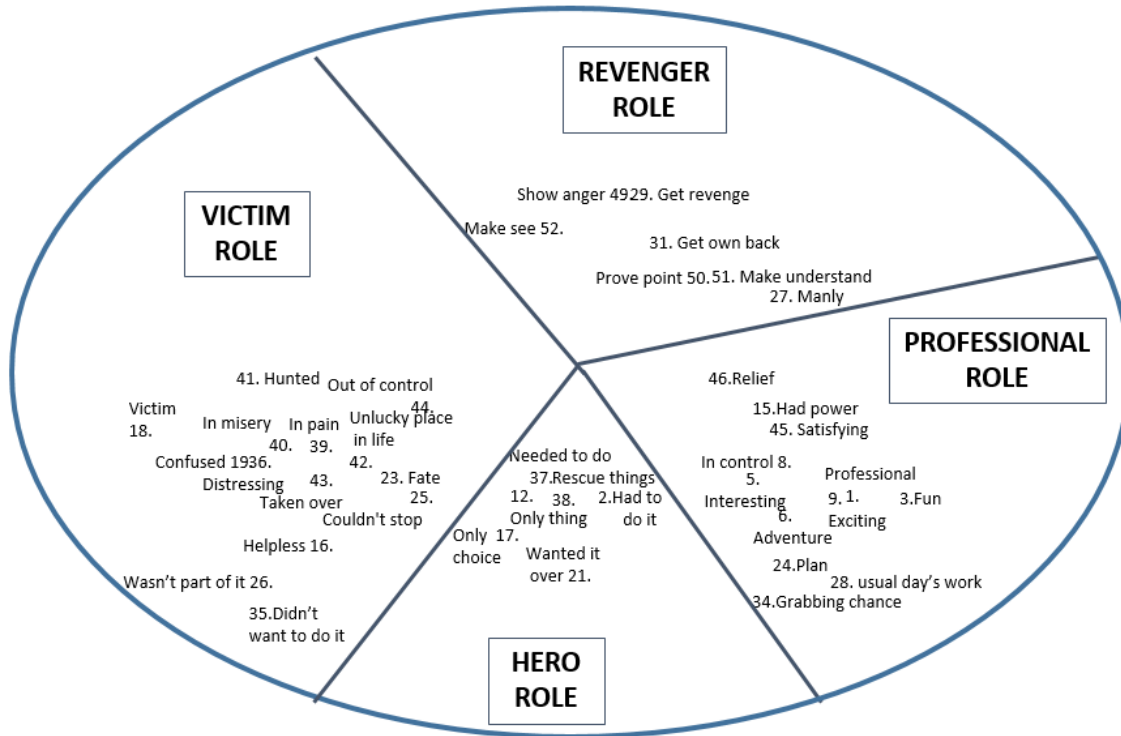 REVENGER
ROLE
Show anger 4929. Get revenge
Make see 52.
31. Get own back
Prove point 50.51. Make understand
27. Manly
VICTIM
ROLE
41. Hunted
Out of control
44.
Victim
18.
In misery
40.
In pain
39.
Unlucky place
in life
42.
Confused 1936.
Distressing
43.
Taken over
23. Fate
25.
Couldn't stop
Helpless 16.
Wasn’t part of it 26.
35.Didn’t
want to do it
PROFESSIONAL
ROLE
46.Relief
15.Had power
45. Satisfying
In control 8.
5.
Interesting
6.
Adventure
Professional
9. 1.
Exciting
3.Fun
24.Plan
28. usual day’s work
34.Grabbing chance
Needed to do
37.Rescue things
12.
38.
Only thing
2.Had to
do it
Only 17.
choice
Wanted it
over 21.
HERO
ROLE